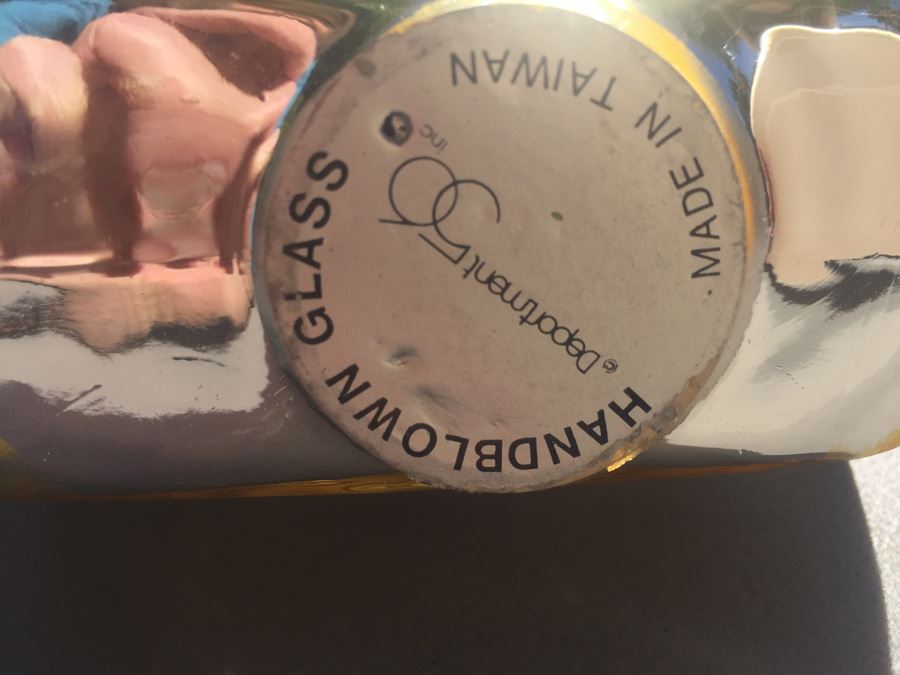 HANDBLOWN GLASS
© Department 56 inc
MADE IN TAIWAN